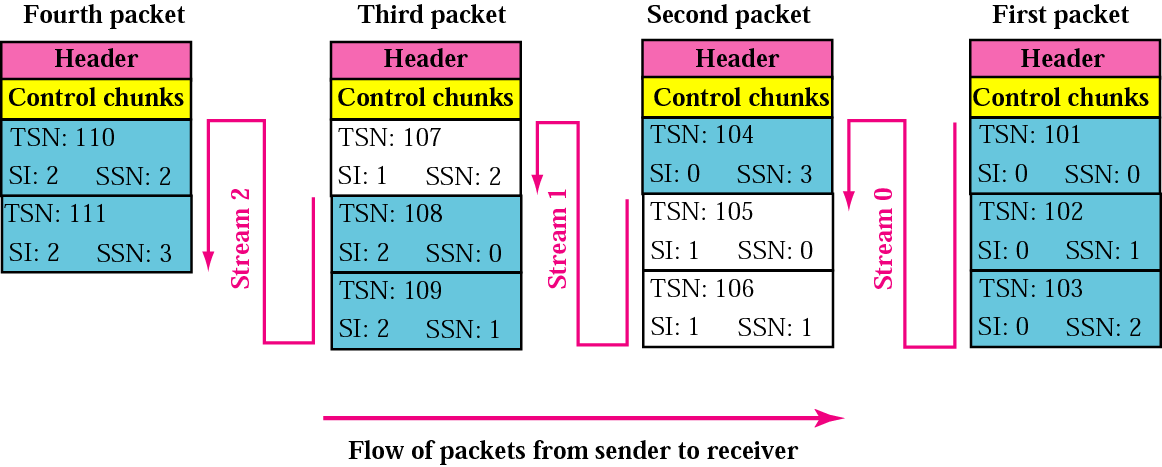 Fourth packet
Header
Control chunks
TSN: 110
SI: 2 SSN: 2
TSN: 111
SI: 2 SSN: 3
Stream 2
Third packet
Header
Control chunks
TSN: 107
SI: 1 SSN: 2
TSN: 108
SI: 2 SSN: 0
TSN: 109
SI: 2 SSN: 1
Stream 1
Second packet
Header
Control chunks
TSN: 104
SI: 0 SSN: 3
TSN: 105
SI: 1 SSN: 0
TSN: 106
SI: 1 SSN: 1
Stream 0
First packet
Header
Control chunks
TSN: 101
SI: 0 SSN: 0
TSN: 102
SI: 0 SSN: 1
TSN: 103
SI: 0 SSN: 2
Flow of packets from sender to receiver